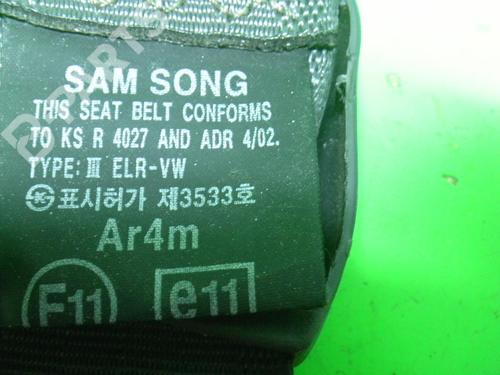 SAM SONG
THIS SEAT BELT CONFORMS
TO KS R 4027 AND ADR 4/02.
TYPE: Ⅲ ELR-VW
표시허가 제3533호
Ar4m
E11 e11